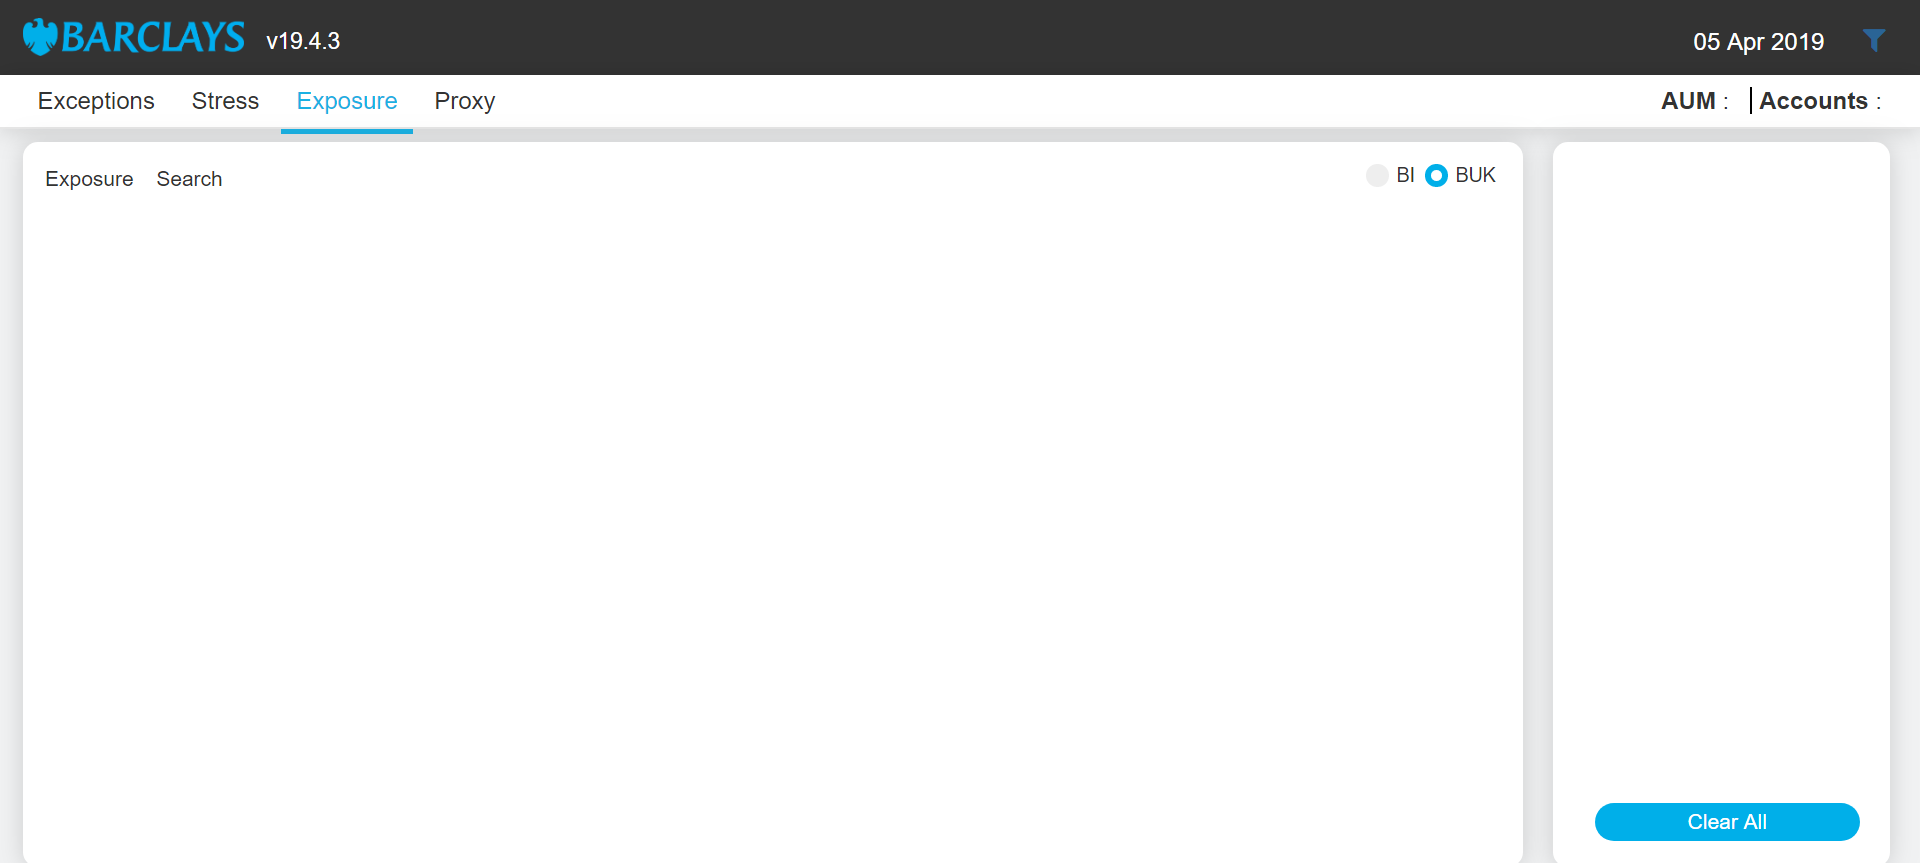 BARCLAYS v19.4.3 05 Apr 2019
Exceptions Stress Exposure Proxy AUM : Accounts :
Exposure Search BI BUK
Clear All